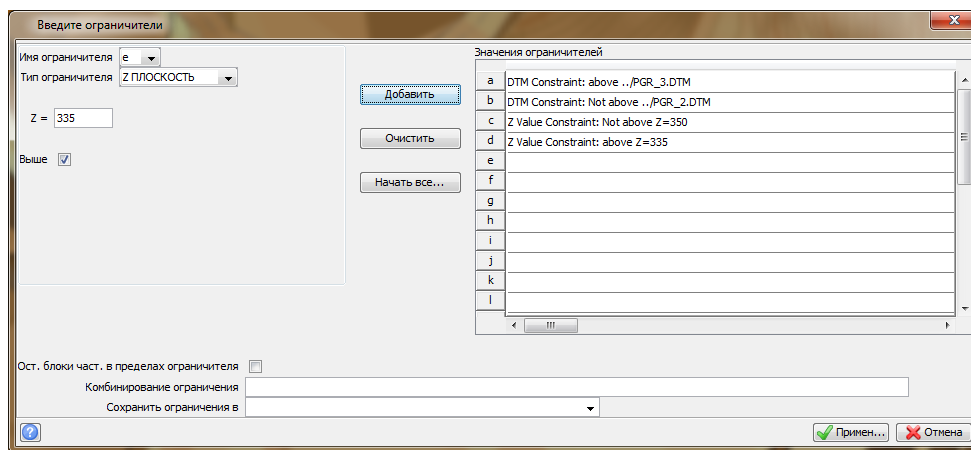 Введите ограничители
Имя ограничителя e
Тип ограничителя Z ПЛОСКОСТЬ
Z = 335
Выше
Добавить
Очистить
Начать все...
Значения ограничителей
a DTM Constraint: above ../PGR_3.DTM
b DTM Constraint: Not above ../PGR_2.DTM
c Z Value Constraint: Not above Z=350
d Z Value Constraint: above Z=335
e
f
g
h
i
j
k
l
Ост. блоки част. в пределах ограничителя
Комбинирование ограничения
Сохранить ограничения в
Примен...
Отмена